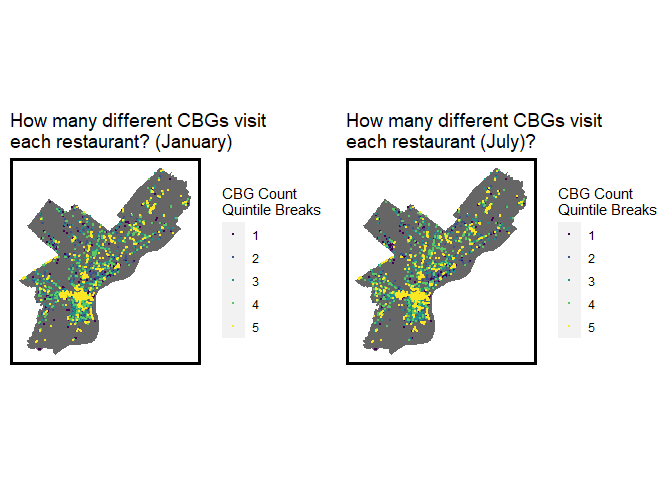 How many different CBGs visit
each restaurant? (January)
CBG Count
Quintile Breaks
1
2
3
4
5
How many different CBGs visit
each restaurant (July)?
CBG Count
Quintile Breaks
1
2
3
4
5